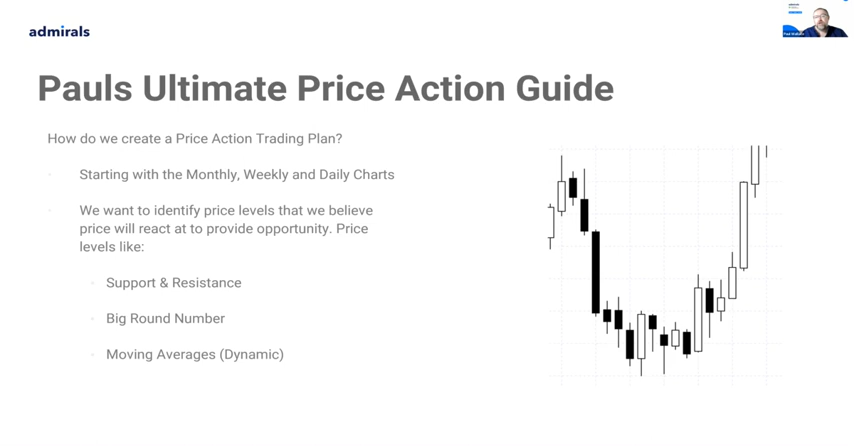 admirals
Pauls Ultimate Price Action Guide
How do we create a Price Action Trading Plan?
Starting with the Monthly, Weekly and Daily Charts
We want to identify price levels that we believe
price will react at to provide opportunity. Price
levels like:
Support & Resistance
Big Round Number
Moving Averages (Dynamic)